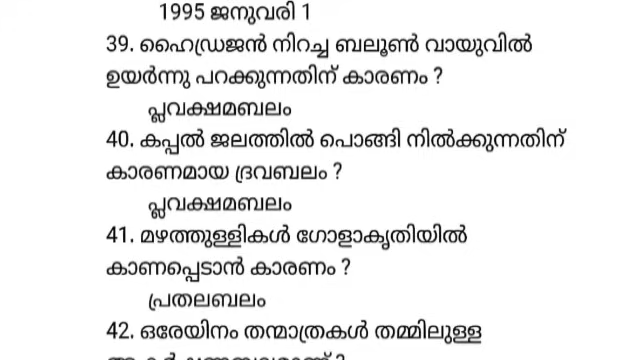 1995 ജനുവരി 1
39. ഹൈഡ്രജൻ നിറച്ച ബലൂൺ വായുവിൽ
ഉയർന്നു പറക്കുന്നതിന് കാരണം ?
പ്ലവക്ഷമബലം
40. കപ്പൽ ജലത്തിൽ പൊങ്ങി നിൽക്കുന്നതിന്
കാരണമായ ദ്രവബലം ?
പ്ലവക്ഷമബലം
41. മഴത്തുള്ളികൾ ഗോളാകൃതിയിൽ
കാണപ്പെടാൻ കാരണം ?
പ്രതലബലം
42. ഒരേയിനം തന്മാത്രകൾ തമ്മിലുള്ള